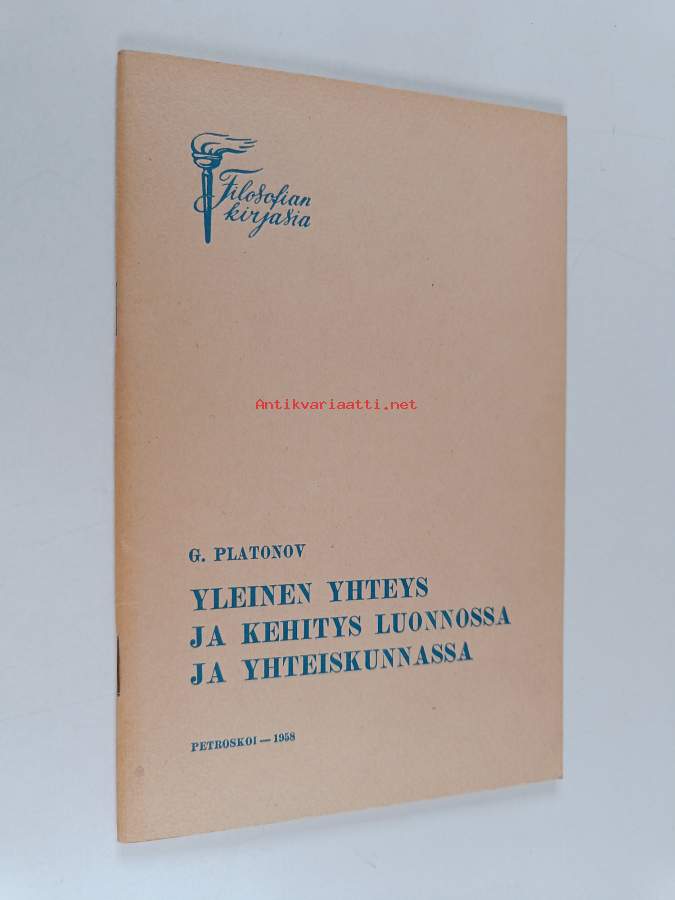 Filosofian
kirjasia
Antikvariaatti.net
G. PLATONOV
YLEINEN YHTEYS
JA KEHITYS LUONNOSSA
JA YHTEISKUNNASSA
PETROSKOI — 1958